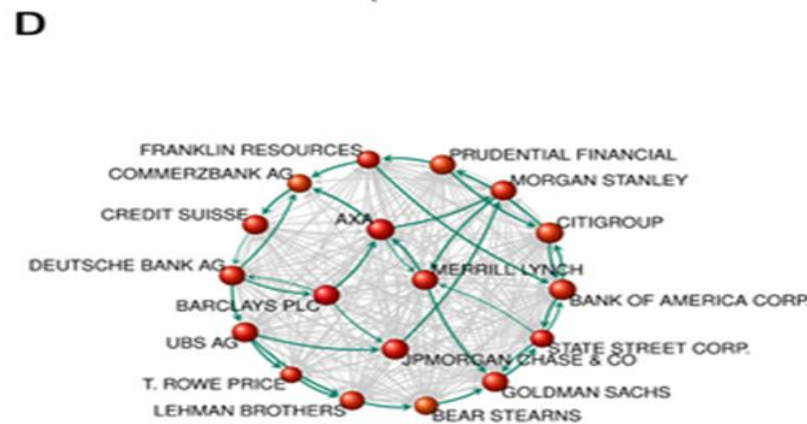 D
FRANKLIN RESOURCES
PRUDENTIAL FINANCIAL
COMMERZBANK AG
MORGAN STANLEY
CREDIT SUISSE
AXA
CITIGROUP
DEUTSCHE BANK AG
MERRILL LYNCH
BARCLAYS PLC
BANK OF AMERICA CORP
UBS AG
STATE STREET CORP.
JPMORGAN CHASE & CO
T. ROWE PRICE
GOLDMAN SACHS
LEHMAN BROTHERS
BEAR STEARNS